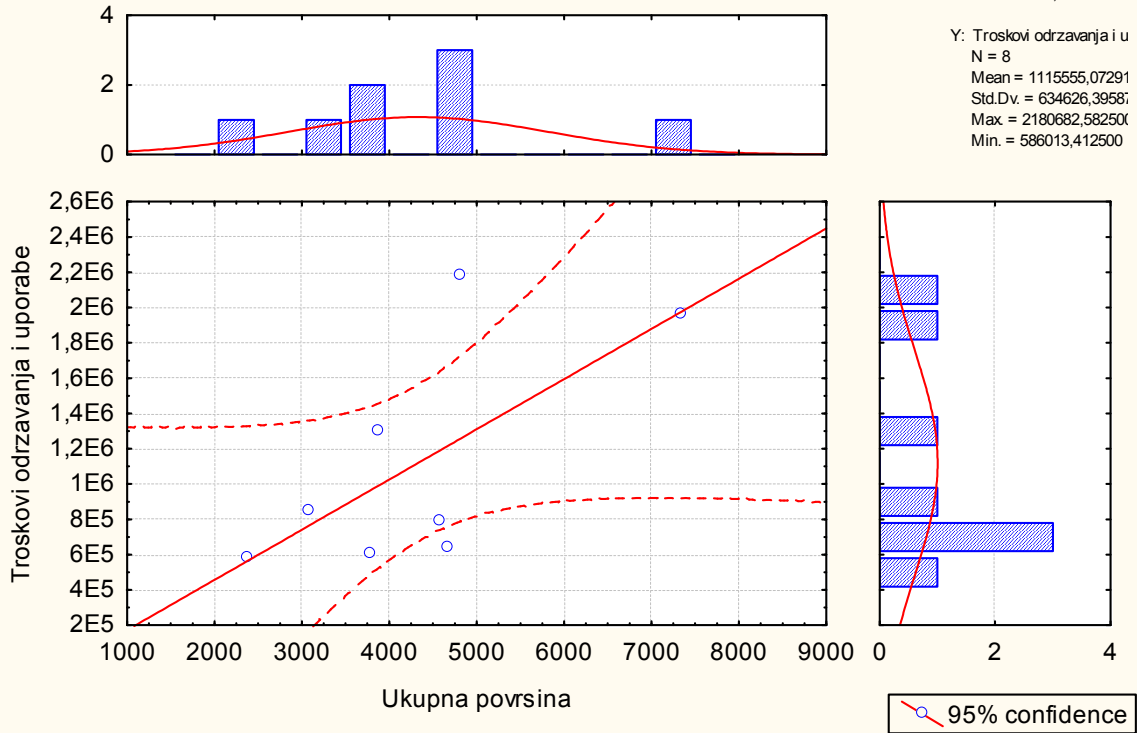 4
2
0
Y: Troskovi odrzavanja i u
N = 8
Mean = 1115555,07291
Std.Dv. = 634626,39587
Max. = 2180682,582500
Min. = 586013,412500
2,6E6
2,4E6
2,2E6
2E6
1,8E6
1,6E6
1,4E6
1,2E6
1E6
8E5
6E5
4E5
2E5
Troskovi odrzavanja i uporabe
1000 2000 3000 4000 5000 6000 7000 8000 9000
0 2 4
Ukupna povrsina
95% confidence